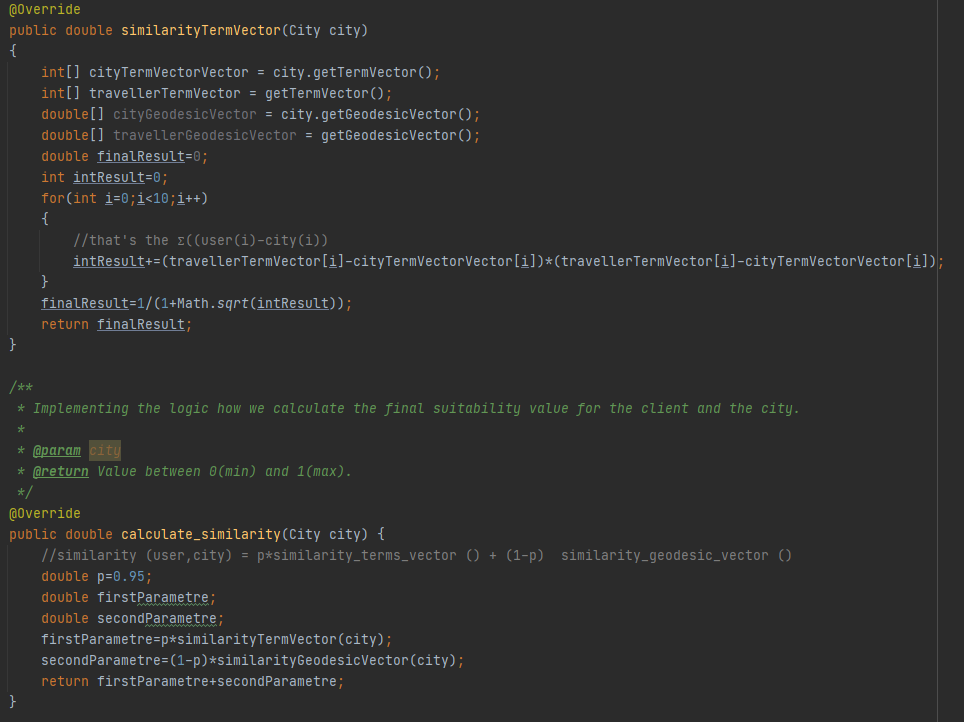 @Override
public double similarityTermVector(City city)
{
    int[] cityTermVectorVector = city.getTermVector();
    int[] travellerTermVector = getTermVector();
    double[] cityGeodesicVector = city.getGeodesicVector();
    double[] travellerGeodesicVector = getGeodesicVector();
    double finalResult=0;
    int intResult=0;
    for(int i=0;i<10;i++)
    {
        //that's the Σ((user(i)-city(i))
        intResult+=(travellerTermVector[i]-cityTermVectorVector[i])*(travellerTermVector[i]-cityTermVectorVector[i]);
    }
    finalResult=1/(1+Math.sqrt(intResult));
    return finalResult;
}
/**
 * Implementing the logic how we calculate the final suitability value for the client and the city.
 *
 * @param city
 * @return Value between 0(min) and 1(max).
 */
@Override
public double calculate_similarity(City city) {
    //similarity (user,city) = p*similarity_terms_vector () + (1-p)  similarity_geodesic_vector ()
    double p=0.95;
    double firstParametre;
    double secondParametre;
    firstParametre=p*similarityTermVector(city);
    secondParametre=(1-p)*similarityGeodesicVector(city);
    return firstParametre+secondParametre;
}